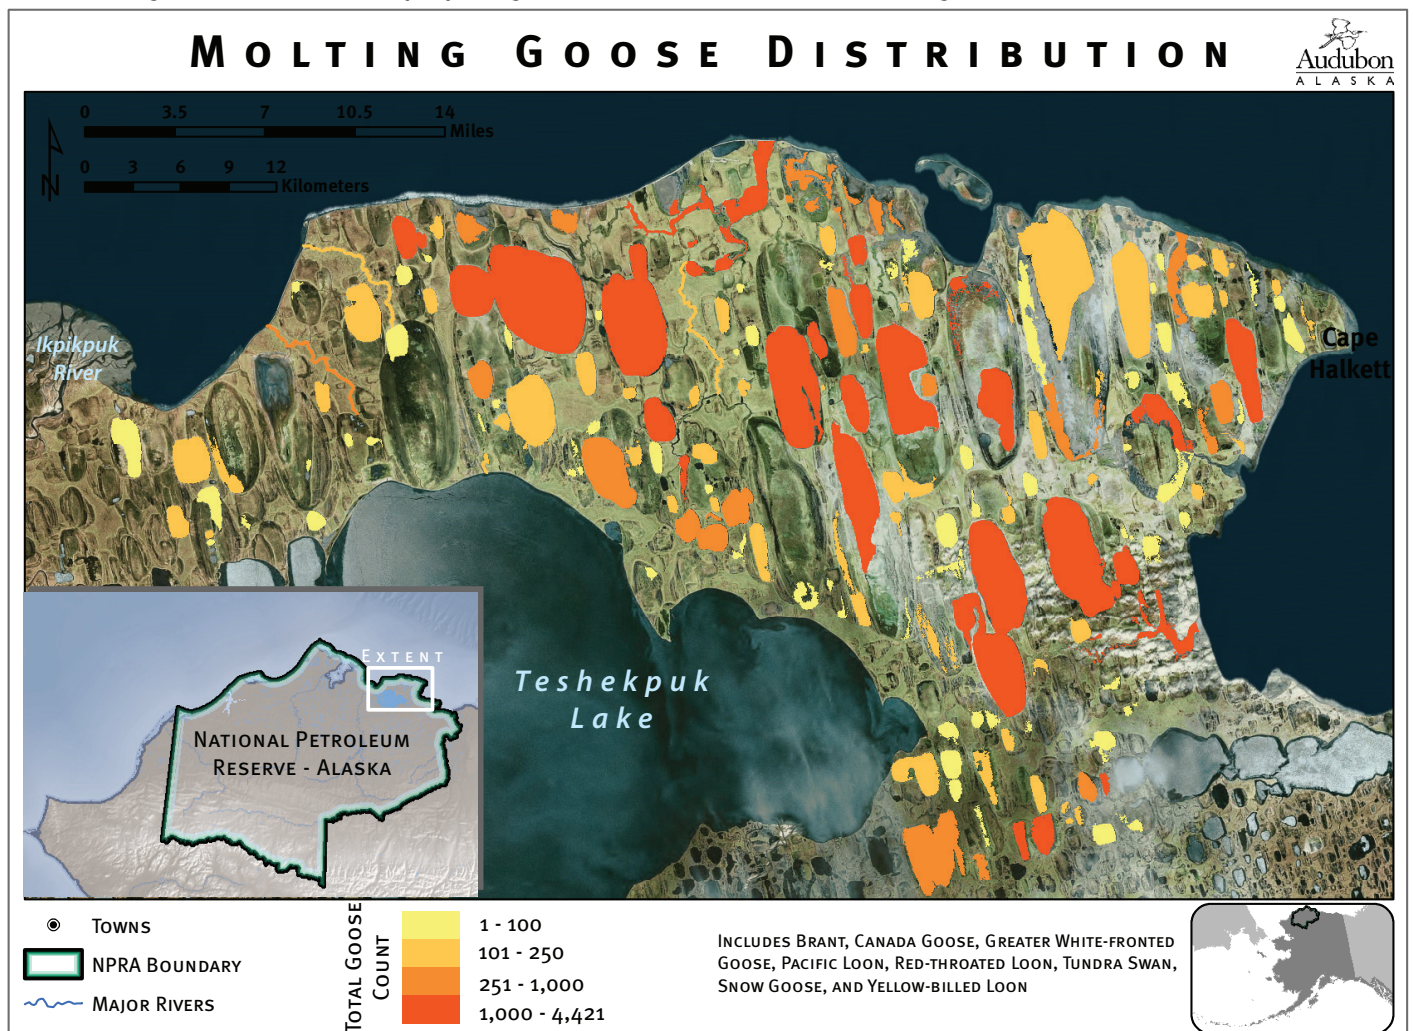 MOLTING GOOSE DISTRIBUTION
Audubon
ALASKA
0 3.5 7 10.5 14
Miles
0 3 6 9 12
Kilometers
N
Ikpikpuk
River
Cape
Halkett
Teshekpuk
Lake
EXTENT
NATIONAL PETROLEUM
RESERVE - ALASKA
TOWNS
NPRA BOUNDARY
MAJOR RIVERS
TOTAL GOOSE
COUNT
1 - 100
101 - 250
251 - 1,000
1,000 - 4,421
INCLUDES BRANT, CANADA GOOSE, GREATER WHITE-FRONTED
GOOSE, PACIFIC LOON, RED-THROATED LOON, TUNDRA SWAN,
SNOW GOOSE, AND YELLOW-BILLED LOON